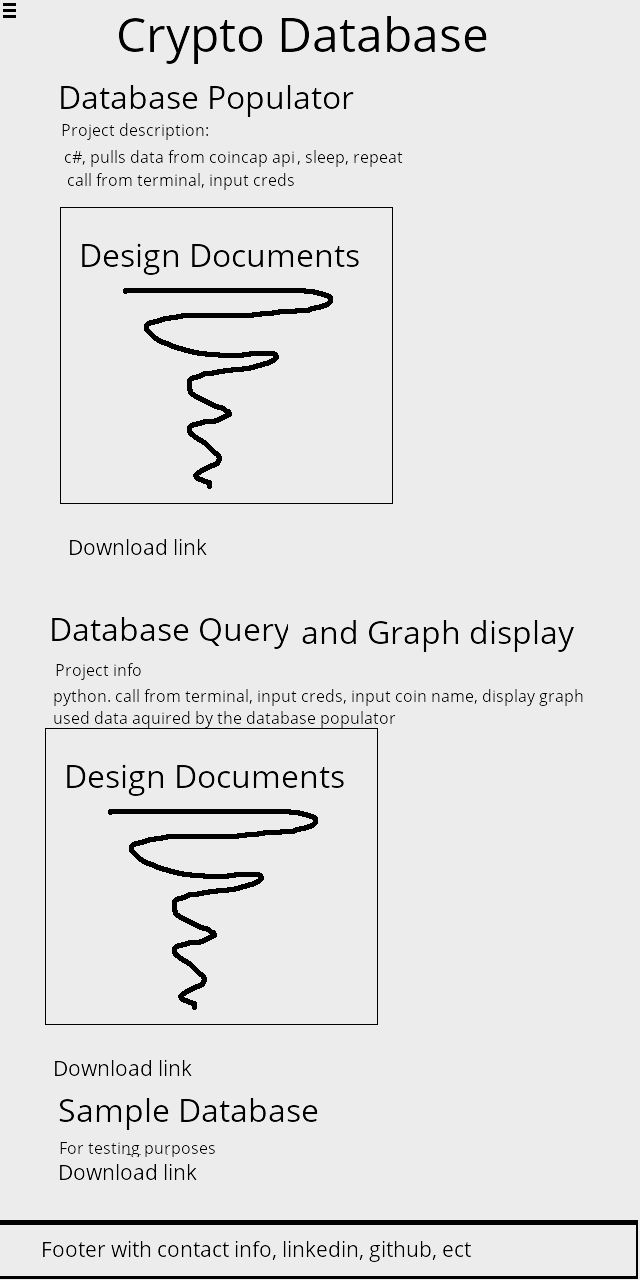 Crypto Database
Database Populator
Project description:
c#, pulls data from coincap api, sleep, repeat
call from terminal, input creds
Design Documents
Download link
Database Query and Graph display
Project info
python. call from terminal, input creds, input coin name, display graph
used data aquired by the database populator
Design Documents
Download link
Sample Database
For testing purposes
Download link
Footer with contact info, linkedin, github, ect